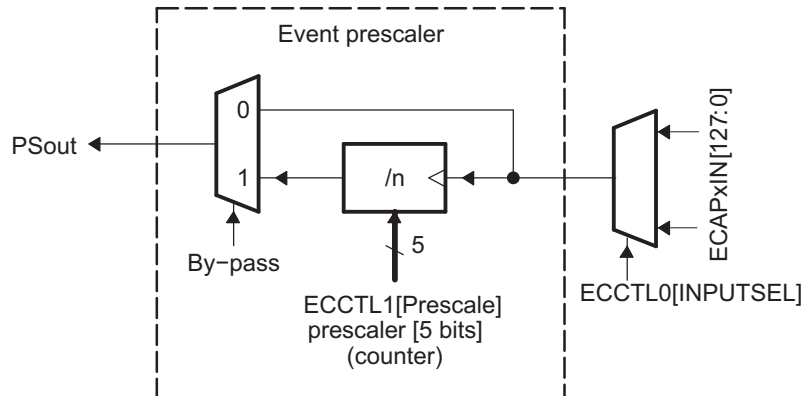 Event prescaler
0
PSout
1
/n
5
By−pass
ECCTL1[Prescale]
prescaler [5 bits]
(counter)
ECAPxIN[127:0]
ECCTL0[INPUTSEL]